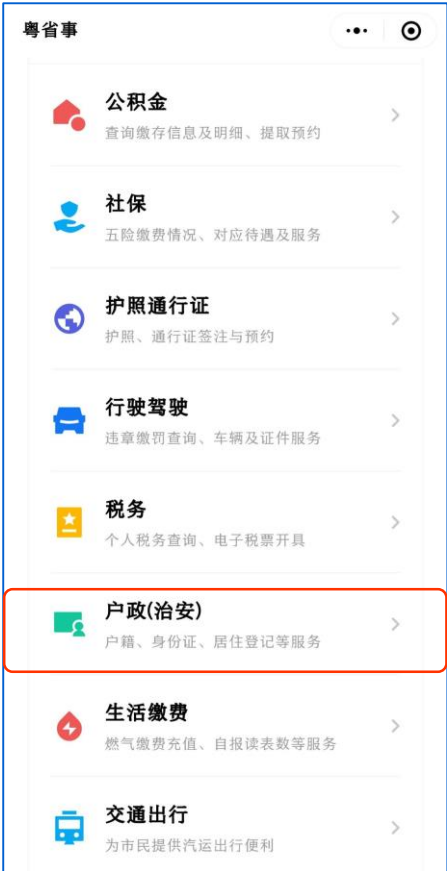 粤省事
公积金
查询缴存信息及明细、提取预约
社保
五险缴费情况、对应待遇及服务
护照通行证
护照、通行证签注与预约
行驶驾驶
违章缴罚查询、车辆及证件服务
税务
个人税务查询、电子税票开具
户政(治安)
户籍、身份证、居住登记等服务
生活缴费
燃气缴费充值、自报读表数等服务
交通出行
为市民提供汽运出行便利